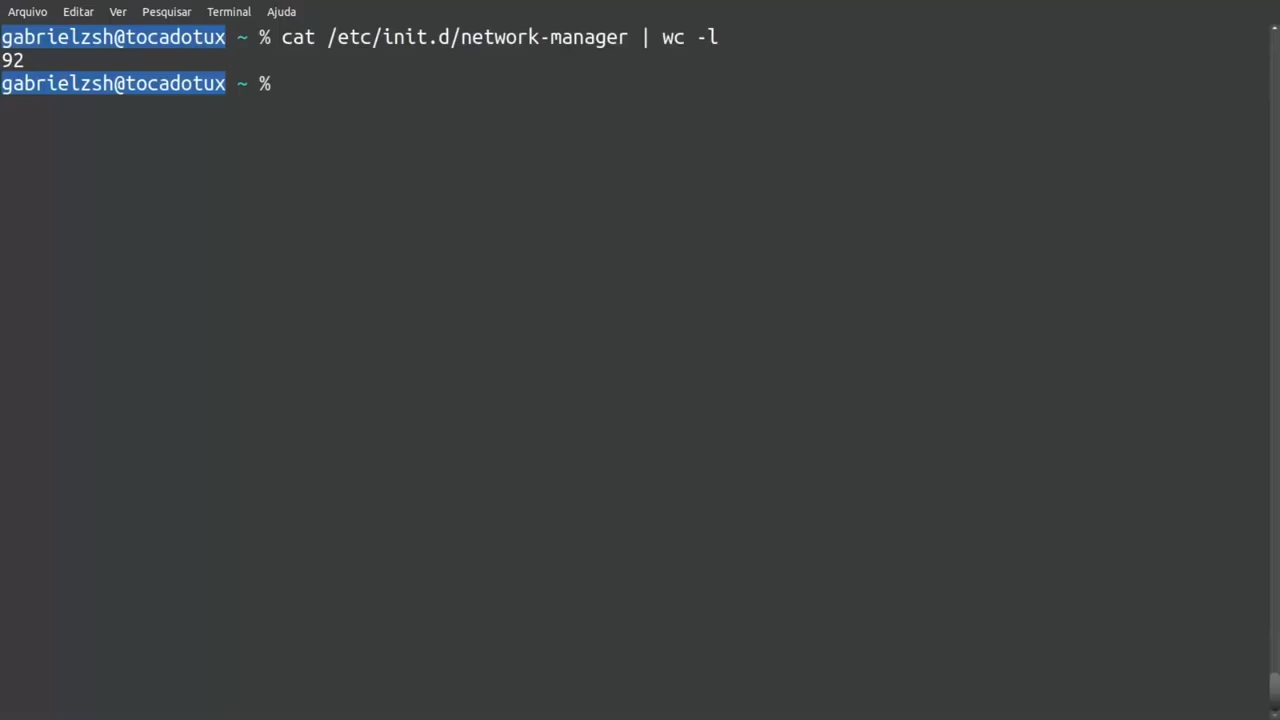 Arquivo Editar Ver Pesquisar Terminal Ajuda
gabrielzsh@tocadotux ~ % cat /etc/init.d/network-manager | wc -l
92
gabrielzsh@tocadotux ~ %